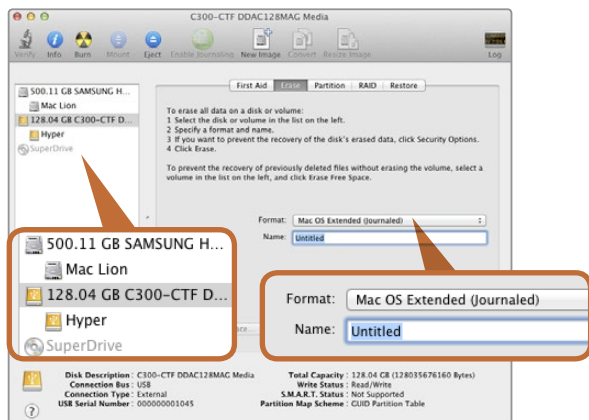 C300-CTF DDAC128MAG Media
Verify Info Burn Mount Eject Enable Journaling New Image Convert Resize Image Log
First Aid Erase Partition RAID Restore
500.11 GB SAMSUNG H...
Mac Lion
128.04 GB C300-CTF D...
Hyper
SuperDrive
To erase all data on a disk or volume:
1 Select the disk or volume in the list on the left.
2 Specify a format and name.
3 If you want to prevent the recovery of the disk's erased data, click Security Options.
4 Click Erase.
To prevent the recovery of previously deleted files without erasing the volume, select a
volume in the list on the left, and click Erase Free Space.
Format: Mac OS Extended (Journaled)
Name: Untitled
500.11 GB SAMSUNG H...
Mac Lion
128.04 GB C300-CTF D...
Hyper
SuperDrive
Format: Mac OS Extended (Journaled)
Name: Untitled
Disk Description : C300-CTF DDAC128MAG Media
Connection Bus : USB
Connection Type : External
USB Serial Number : 000000001045
Total Capacity : 128.04 GB (128035676160 Bytes)
Write Status : Read/Write
S.M.A.R.T. Status : Not Supported
Partition Map Scheme : GUID Partition Table
?